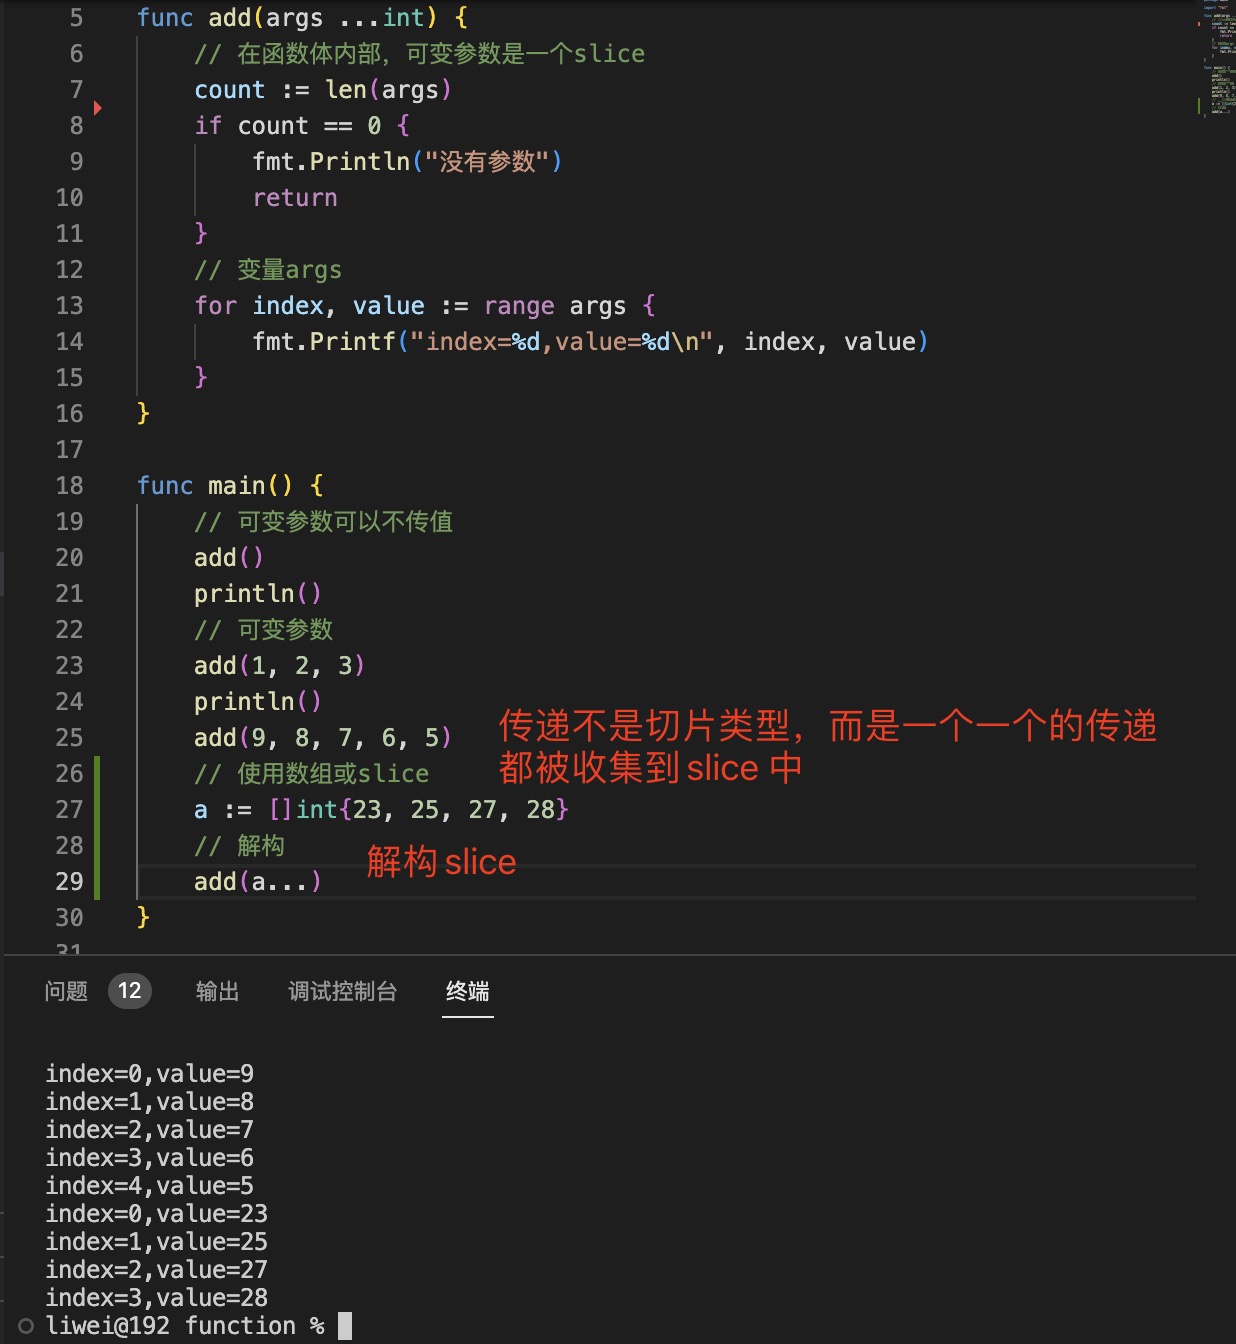 5 func add(args ...int) {
6 // 在函数体内部，可变参数是一个slice
7 count := len(args)
8 if count == 0 {
9 fmt.Println("没有参数")
10 return
11 }
12 // 变量args
13 for index, value := range args {
14 fmt.Printf("index=%d,value=%d\n", index, value)
15 }
16 }
17
18 func main() {
19 // 可变参数可以不传值
20 add()
21 println()
22 // 可变参数
23 add(1, 2, 3)
24 println()
25 add(9, 8, 7, 6, 5)
传递不是切片类型，而是一个一个的传递
都被收集到 slice 中
26 // 使用数组或slice
27 a := []int{23, 25, 27, 28}
28 // 解构
解构 slice
29 add(a...)
30 }
31
问题 12 输出 调试控制台 终端
index=0,value=9
index=1,value=8
index=2,value=7
index=3,value=6
index=4,value=5
index=0,value=23
index=1,value=25
index=2,value=27
index=3,value=28
liwei@192 function %